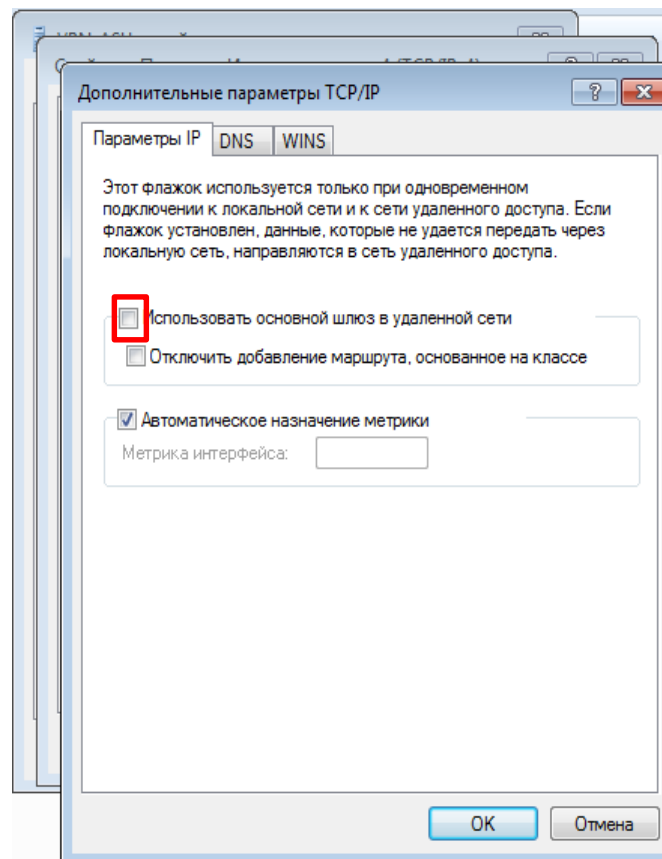 Дополнительные параметры TCP/IP
Параметры IP DNS WINS
Этот флажок используется только при одновременном
подключении к локальной сети и к сети удаленного доступа. Если
флажок установлен, данные, которые не удается передать через
локальную сеть, направляются в сеть удаленного доступа.
Использовать основной шлюз в удаленной сети
Отключить добавление маршрута, основанное на классе
Автоматическое назначение метрики
Метрика интерфейса:
OK Отмена